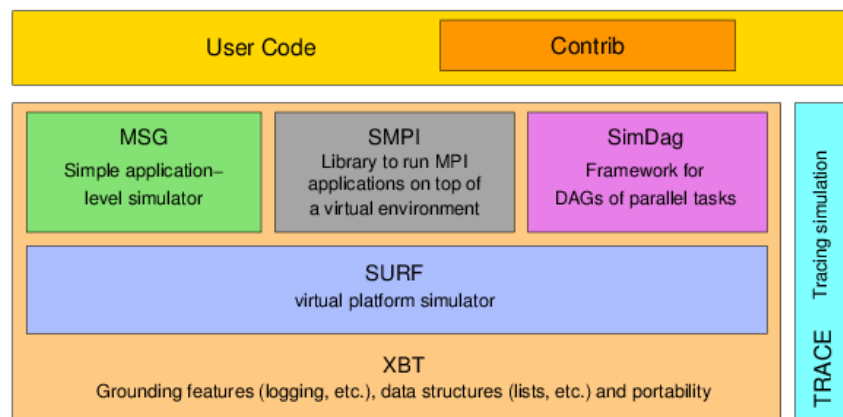 User Code
Contrib
MSG
Simple application–
level simulator
SMPI
Library to run MPI
applications on top of
a virtual environment
SimDag
Framework for
DAGs of parallel tasks
SURF
virtual platform simulator
XBT
Grounding features (logging, etc.), data structures (lists, etc.) and portability
TRACE Tracing simulation